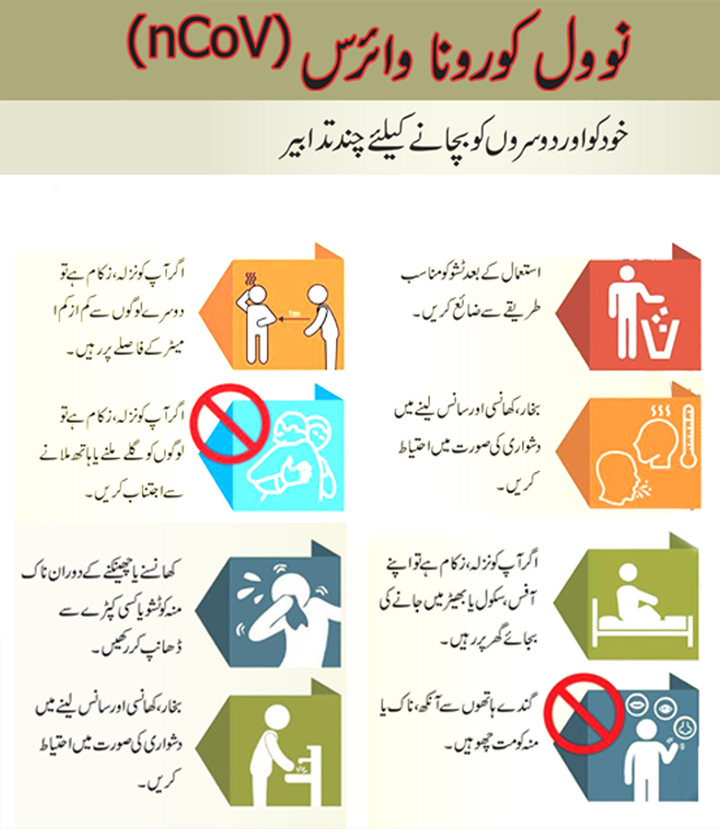 نوول کورونا وائرس (nCoV)
خود کو اور دوسروں کو بچانے کیلئے چند تدابیر
استعمال کے بعد ٹشو کو مناسب
طریقے سے ضائع کریں۔
بخار، کھانسی اور سانس لینے میں
دشواری کی صورت میں احتیاط
کریں۔
اگر آپ کو نزلہ، زکام ہے تو اپنے
آفس، سکول یا بھیڑ میں جانے کی
بجائے گھر پر رہیں۔
گندے ہاتھوں سے آنکھ، ناک یا
منہ کو مت چھوہیں۔
اگر آپ کو نزلہ، زکام ہے تو
دوسرے لوگوں سے کم از کم ا
میٹر کے فاصلے پر رہیں۔
1m
اگر آپ کو نزلہ، زکام ہے تو
لوگوں کو گلے ملنے یا ہاتھ ملانے
سے اجتناب کریں۔
کھانسنے یا چھینکنے کے دوران ناک
منہ کو ٹشو یا کسی کپڑے سے
ڈھانپ کر رکھیں۔
بخار، کھانسی اور سانس لینے میں
دشواری کی صورت میں احتیاط
کریں۔